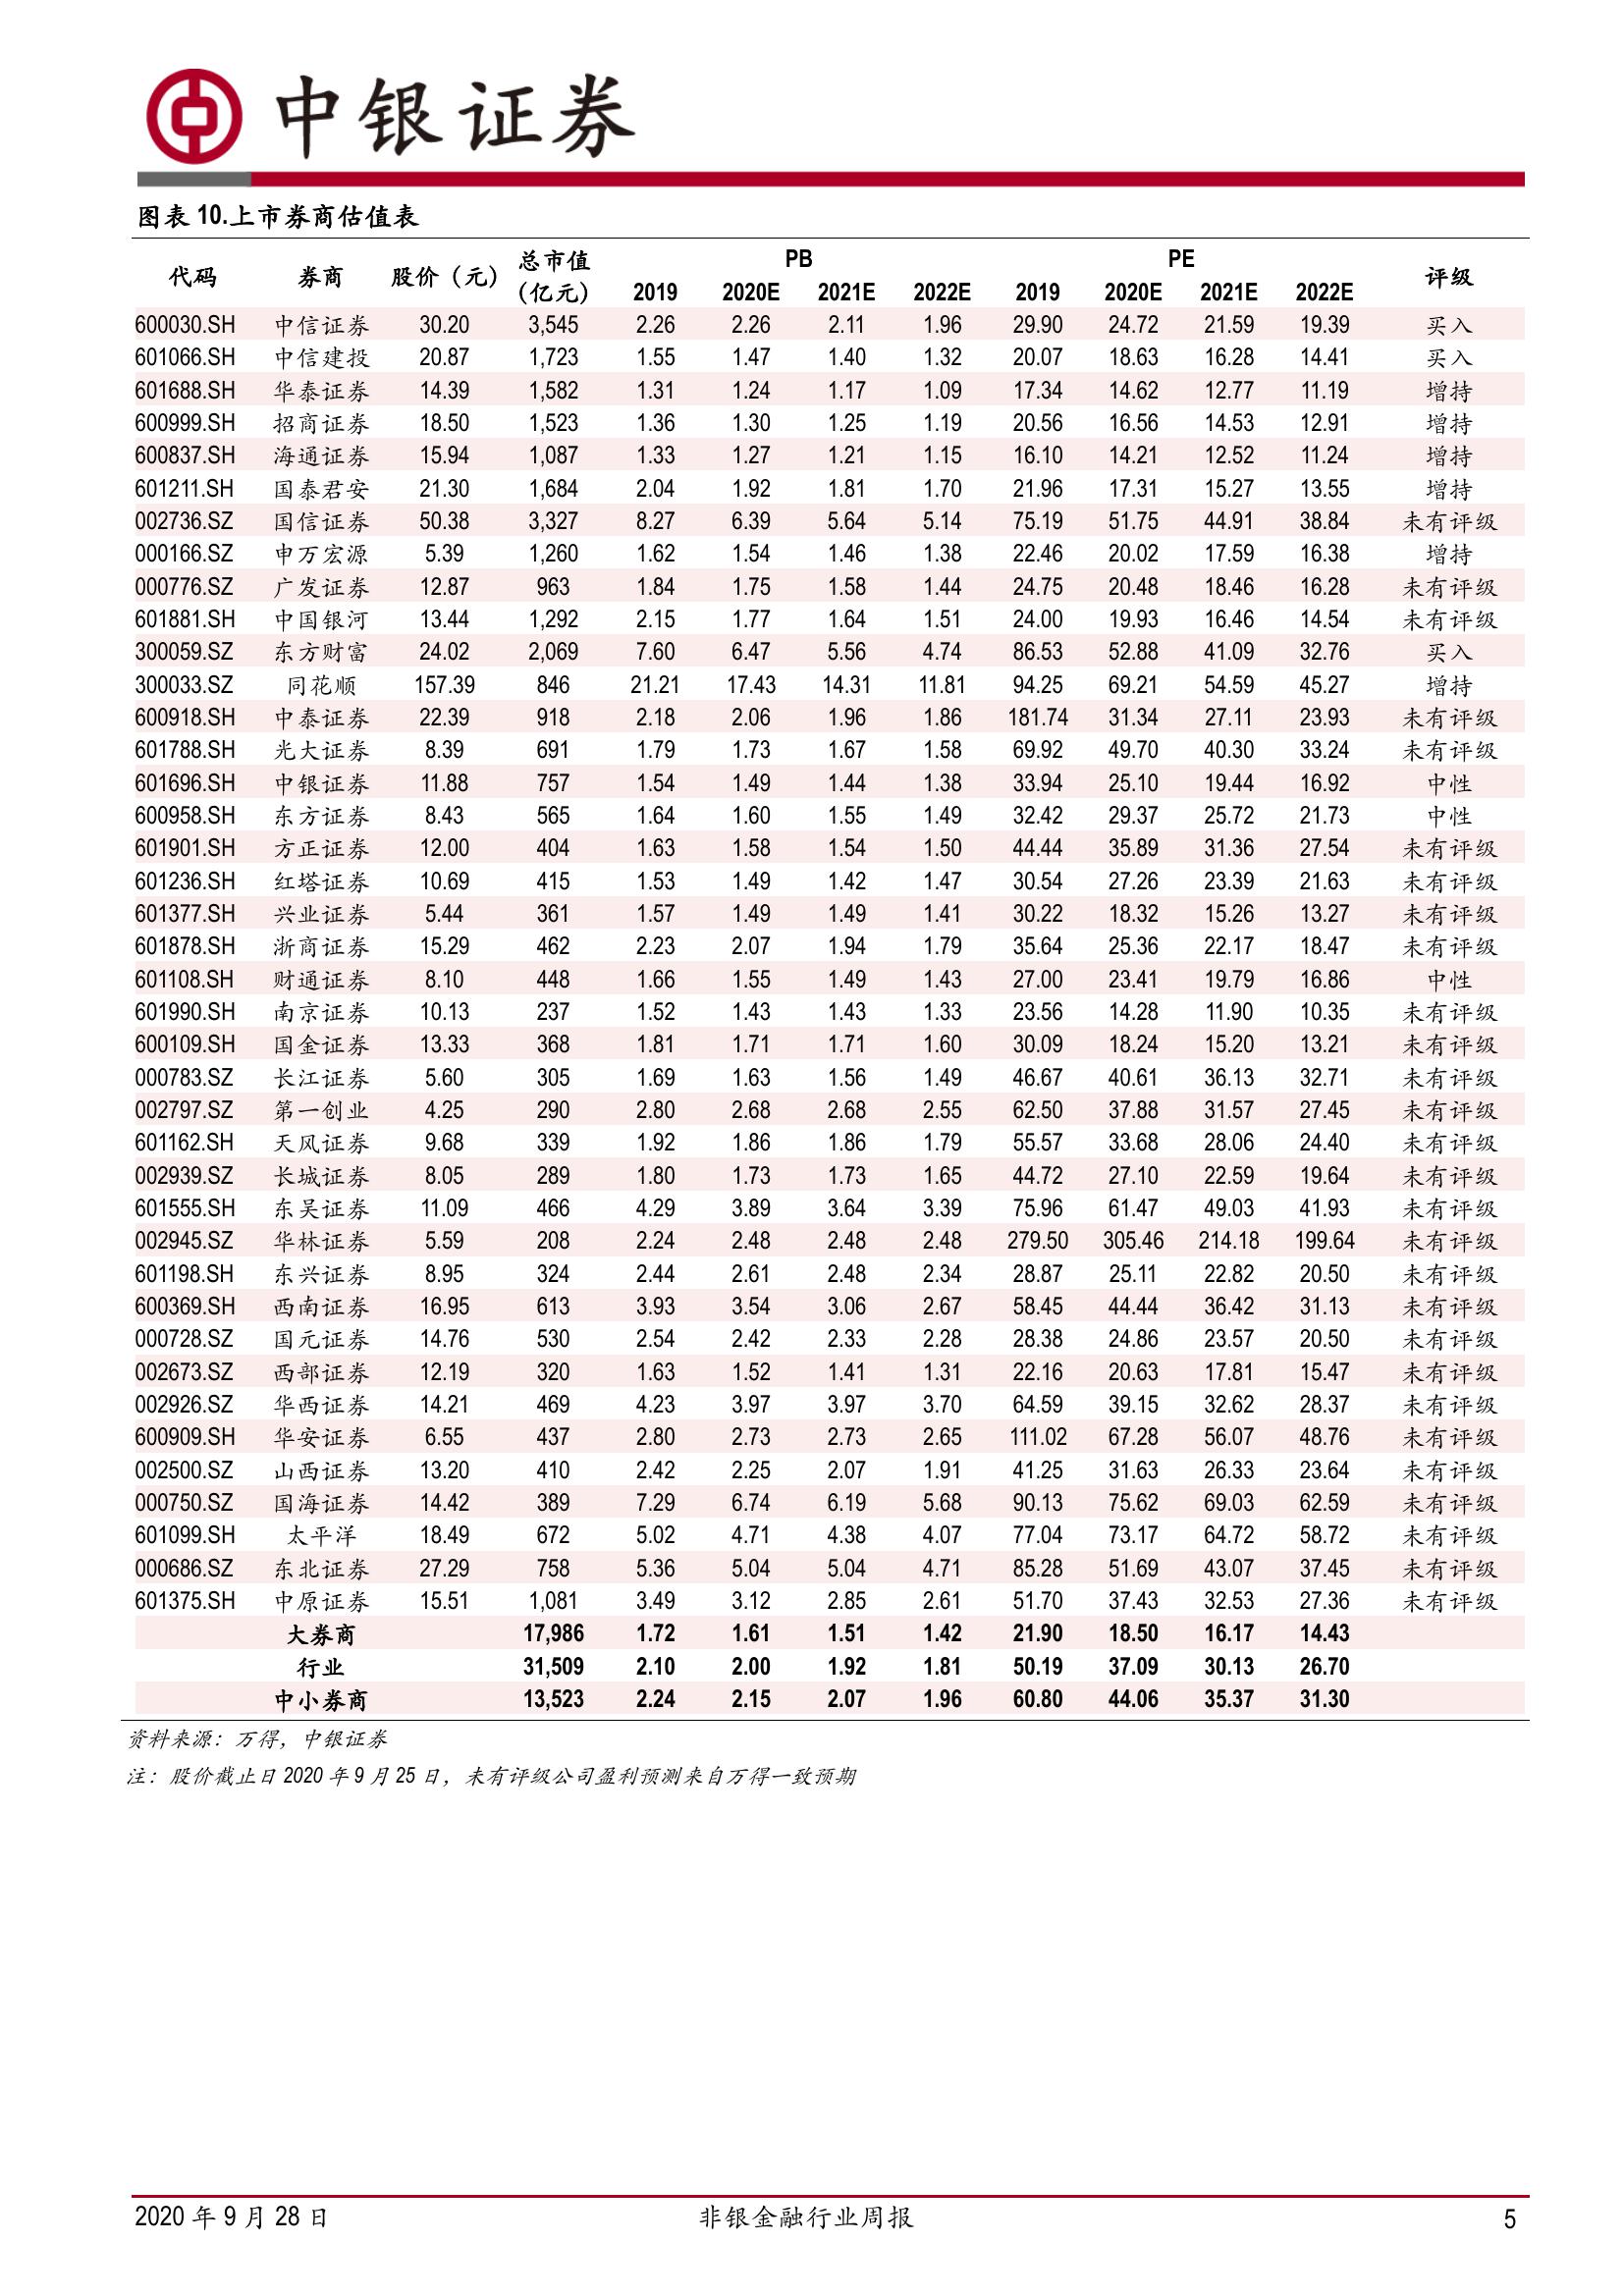 中银证券
图表 10.上市券商估值表
代码 券商 股价（元） 总市值（亿元） PB PE 评级
2019 2020E 2021E 2022E 2019 2020E 2021E 2022E
600030.SH 中信证券 30.20 3,545 2.26 2.26 2.11 1.96 29.90 24.72 21.59 19.39 买入
601066.SH 中信建投 20.87 1,723 1.55 1.47 1.40 1.32 20.07 18.63 16.28 14.41 买入
601688.SH 华泰证券 14.39 1,582 1.31 1.24 1.17 1.09 17.34 14.62 12.77 11.19 增持
600999.SH 招商证券 18.50 1,523 1.36 1.30 1.25 1.19 20.56 16.56 14.53 12.91 增持
600837.SH 海通证券 15.94 1,087 1.33 1.27 1.21 1.15 16.10 14.21 12.52 11.24 增持
601211.SH 国泰君安 21.30 1,684 2.04 1.92 1.81 1.70 21.96 17.31 15.27 13.55 增持
002736.SZ 国信证券 50.38 3,327 8.27 6.39 5.64 5.14 75.19 51.75 44.91 38.84 未有评级
000166.SZ 申万宏源 5.39 1,260 1.62 1.54 1.46 1.38 22.46 20.02 17.59 16.38 增持
000776.SZ 广发证券 12.87 963 1.84 1.75 1.58 1.44 24.75 20.48 18.46 16.28 未有评级
601881.SH 中国银河 13.44 1,292 2.15 1.77 1.64 1.51 24.00 19.93 16.46 14.54 未有评级
300059.SZ 东方财富 24.02 2,069 7.60 6.47 5.56 4.74 86.53 52.88 41.09 32.76 买入
300033.SZ 同花顺 157.39 846 21.21 17.43 14.31 11.81 94.25 69.21 54.59 45.27 增持
600918.SH 中泰证券 22.39 918 2.18 2.06 1.96 1.86 181.74 31.34 27.11 23.93 未有评级
601788.SH 光大证券 8.39 691 1.79 1.73 1.67 1.58 69.92 49.70 40.30 33.24 未有评级
601696.SH 中银证券 11.88 757 1.54 1.49 1.44 1.38 33.94 25.10 19.44 16.92 中性
600958.SH 东方证券 8.43 565 1.64 1.60 1.55 1.49 32.42 29.37 25.72 21.73 中性
601901.SH 方正证券 12.00 404 1.63 1.58 1.54 1.50 44.44 35.89 31.36 27.54 未有评级
601236.SH 红塔证券 10.69 415 1.53 1.49 1.42 1.47 30.54 27.26 23.39 21.63 未有评级
601377.SH 兴业证券 5.44 361 1.57 1.49 1.49 1.41 30.22 18.32 15.26 13.27 未有评级
601878.SH 浙商证券 15.29 462 2.23 2.07 1.94 1.79 35.64 25.36 22.17 18.47 未有评级
601108.SH 财通证券 8.10 448 1.66 1.55 1.49 1.43 27.00 23.41 19.79 16.86 中性
601990.SH 南京证券 10.13 237 1.52 1.43 1.43 1.33 23.56 14.28 11.90 10.35 未有评级
600109.SH 国金证券 13.33 368 1.81 1.71 1.71 1.60 30.09 18.24 15.20 13.21 未有评级
000783.SZ 长江证券 5.60 305 1.69 1.63 1.56 1.49 46.67 40.61 36.13 32.71 未有评级
002797.SZ 第一创业 4.25 290 2.80 2.68 2.68 2.55 62.50 37.88 31.57 27.45 未有评级
601162.SH 天风证券 9.68 339 1.92 1.86 1.86 1.79 55.57 33.68 28.06 24.40 未有评级
002939.SZ 长城证券 8.05 289 1.80 1.73 1.73 1.65 44.72 27.10 22.59 19.64 未有评级
601555.SH 东吴证券 11.09 466 4.29 3.89 3.64 3.39 75.96 61.47 49.03 41.93 未有评级
002945.SZ 华林证券 5.59 208 2.24 2.48 2.48 2.48 279.50 305.46 214.18 199.64 未有评级
601198.SH 东兴证券 8.95 324 2.44 2.61 2.48 2.34 28.87 25.11 22.82 20.50 未有评级
600369.SH 西南证券 16.95 613 3.93 3.54 3.06 2.67 58.45 44.44 36.42 31.13 未有评级
000728.SZ 国元证券 14.76 530 2.54 2.42 2.33 2.28 28.38 24.86 23.57 20.50 未有评级
002673.SZ 西部证券 12.19 320 1.63 1.52 1.41 1.31 22.16 20.63 17.81 15.47 未有评级
002926.SZ 华西证券 14.21 469 4.23 3.97 3.97 3.70 64.59 39.15 32.62 28.37 未有评级
600909.SH 华安证券 6.55 437 2.80 2.73 2.73 2.65 111.02 67.28 56.07 48.76 未有评级
002500.SZ 山西证券 13.20 410 2.42 2.25 2.07 1.91 41.25 31.63 26.33 23.64 未有评级
000750.SZ 国海证券 14.42 389 7.29 6.74 6.19 5.68 90.13 75.62 69.03 62.59 未有评级
601099.SH 太平洋 18.49 672 5.02 4.71 4.38 4.07 77.04 73.17 64.72 58.72 未有评级
000686.SZ 东北证券 27.29 758 5.36 5.04 5.04 4.71 85.28 51.69 43.07 37.45 未有评级
601375.SH 中原证券 15.51 1,081 3.49 3.12 2.85 2.61 51.70 37.43 32.53 27.36 未有评级
大券商 17,986 1.72 1.61 1.51 1.42 21.90 18.50 16.17 14.43
行业 31,509 2.10 2.00 1.92 1.81 50.19 37.09 30.13 26.70
中小券商 13,523 2.24 2.15 2.07 1.96 60.80 44.06 35.37 31.30
资料来源：万得，中银证券
注：股价截止日 2020 年 9 月 25 日，未有评级公司盈利预测来自万得一致预期
2020 年 9 月 28 日 非银金融行业周报 5